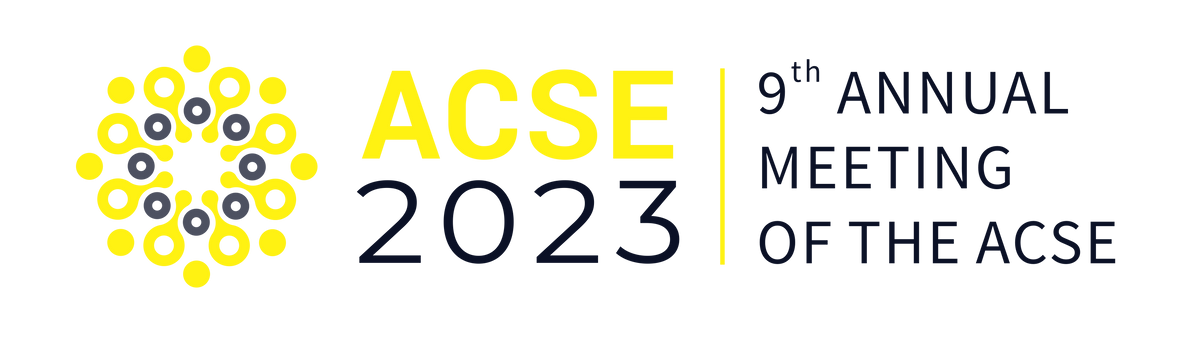 ACSE
2023
9th ANNUAL
MEETING
OF THE ACSE